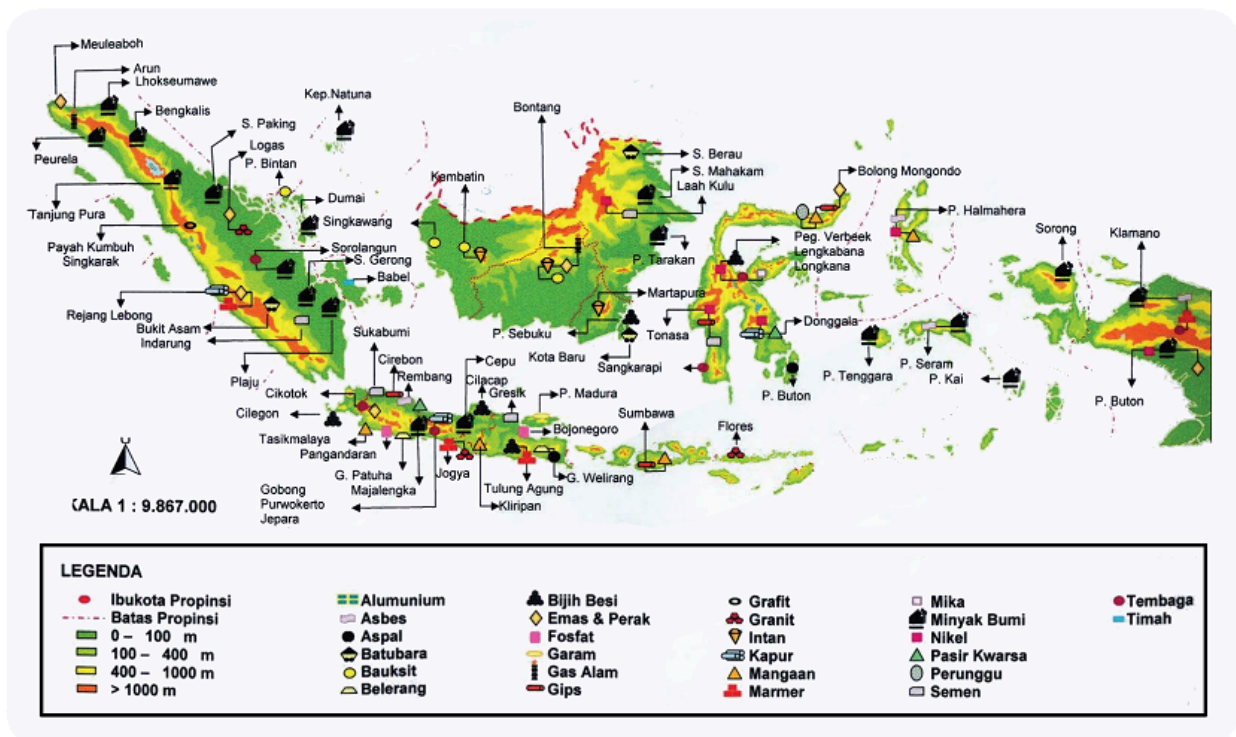 Meuleaboh
Arun
Lhokseumawe
Bengkalis
Kep.Natuna
Bontang
S. Paking
Logas
P. Bintan
Peurela
S. Berau
S. Mahakam
Laah Kulu
Bolong Mongondo
Kembatin
Dumai
Tanjung Pura
Singkawang
P. Halmahera
Sorong
Klamano
Payah Kumbuh
Singkarak
Sorolangun
S. Gerong
Babel
P. Tarakan
Peg. Verbeek
Lengkabana
Longkana
Martapura
Rejang Lebong
Bukit Asam
Indarung
Sukabumi
P. Sebuku
Tonasa
Donggala
Kota Baru
Sangkarapi
Plaju
Cirebon
Rembang
Cepu
Cilacap
Gresik
P. Madura
P. Buton
P. Tenggara
P. Seram
P. Kai
P. Buton
Cikotok
Cilegon
Tasikmalaya
Pangandaran
Bojonegoro
Sumbawa
Flores
G. Patuha
Majalengka
Jogya
Tulung Agung
G. Welirang
Kliripan
Gobong
Purwokerto
Jepara
KALA 1 : 9.867.000
LEGENDA
Ibukota Propinsi
Batas Propinsi
0 – 100 m
100 – 400 m
400 – 1000 m
> 1000 m
Alumunium
Asbes
Aspal
Batubara
Bauksit
Belerang
Bijih Besi
Emas & Perak
Fosfat
Garam
Gas Alam
Gips
Grafit
Granit
Intan
Kapur
Mangaan
Marmer
Mika
Minyak Bumi
Nikel
Pasir Kwarsa
Perunggu
Semen
Tembaga
Timah